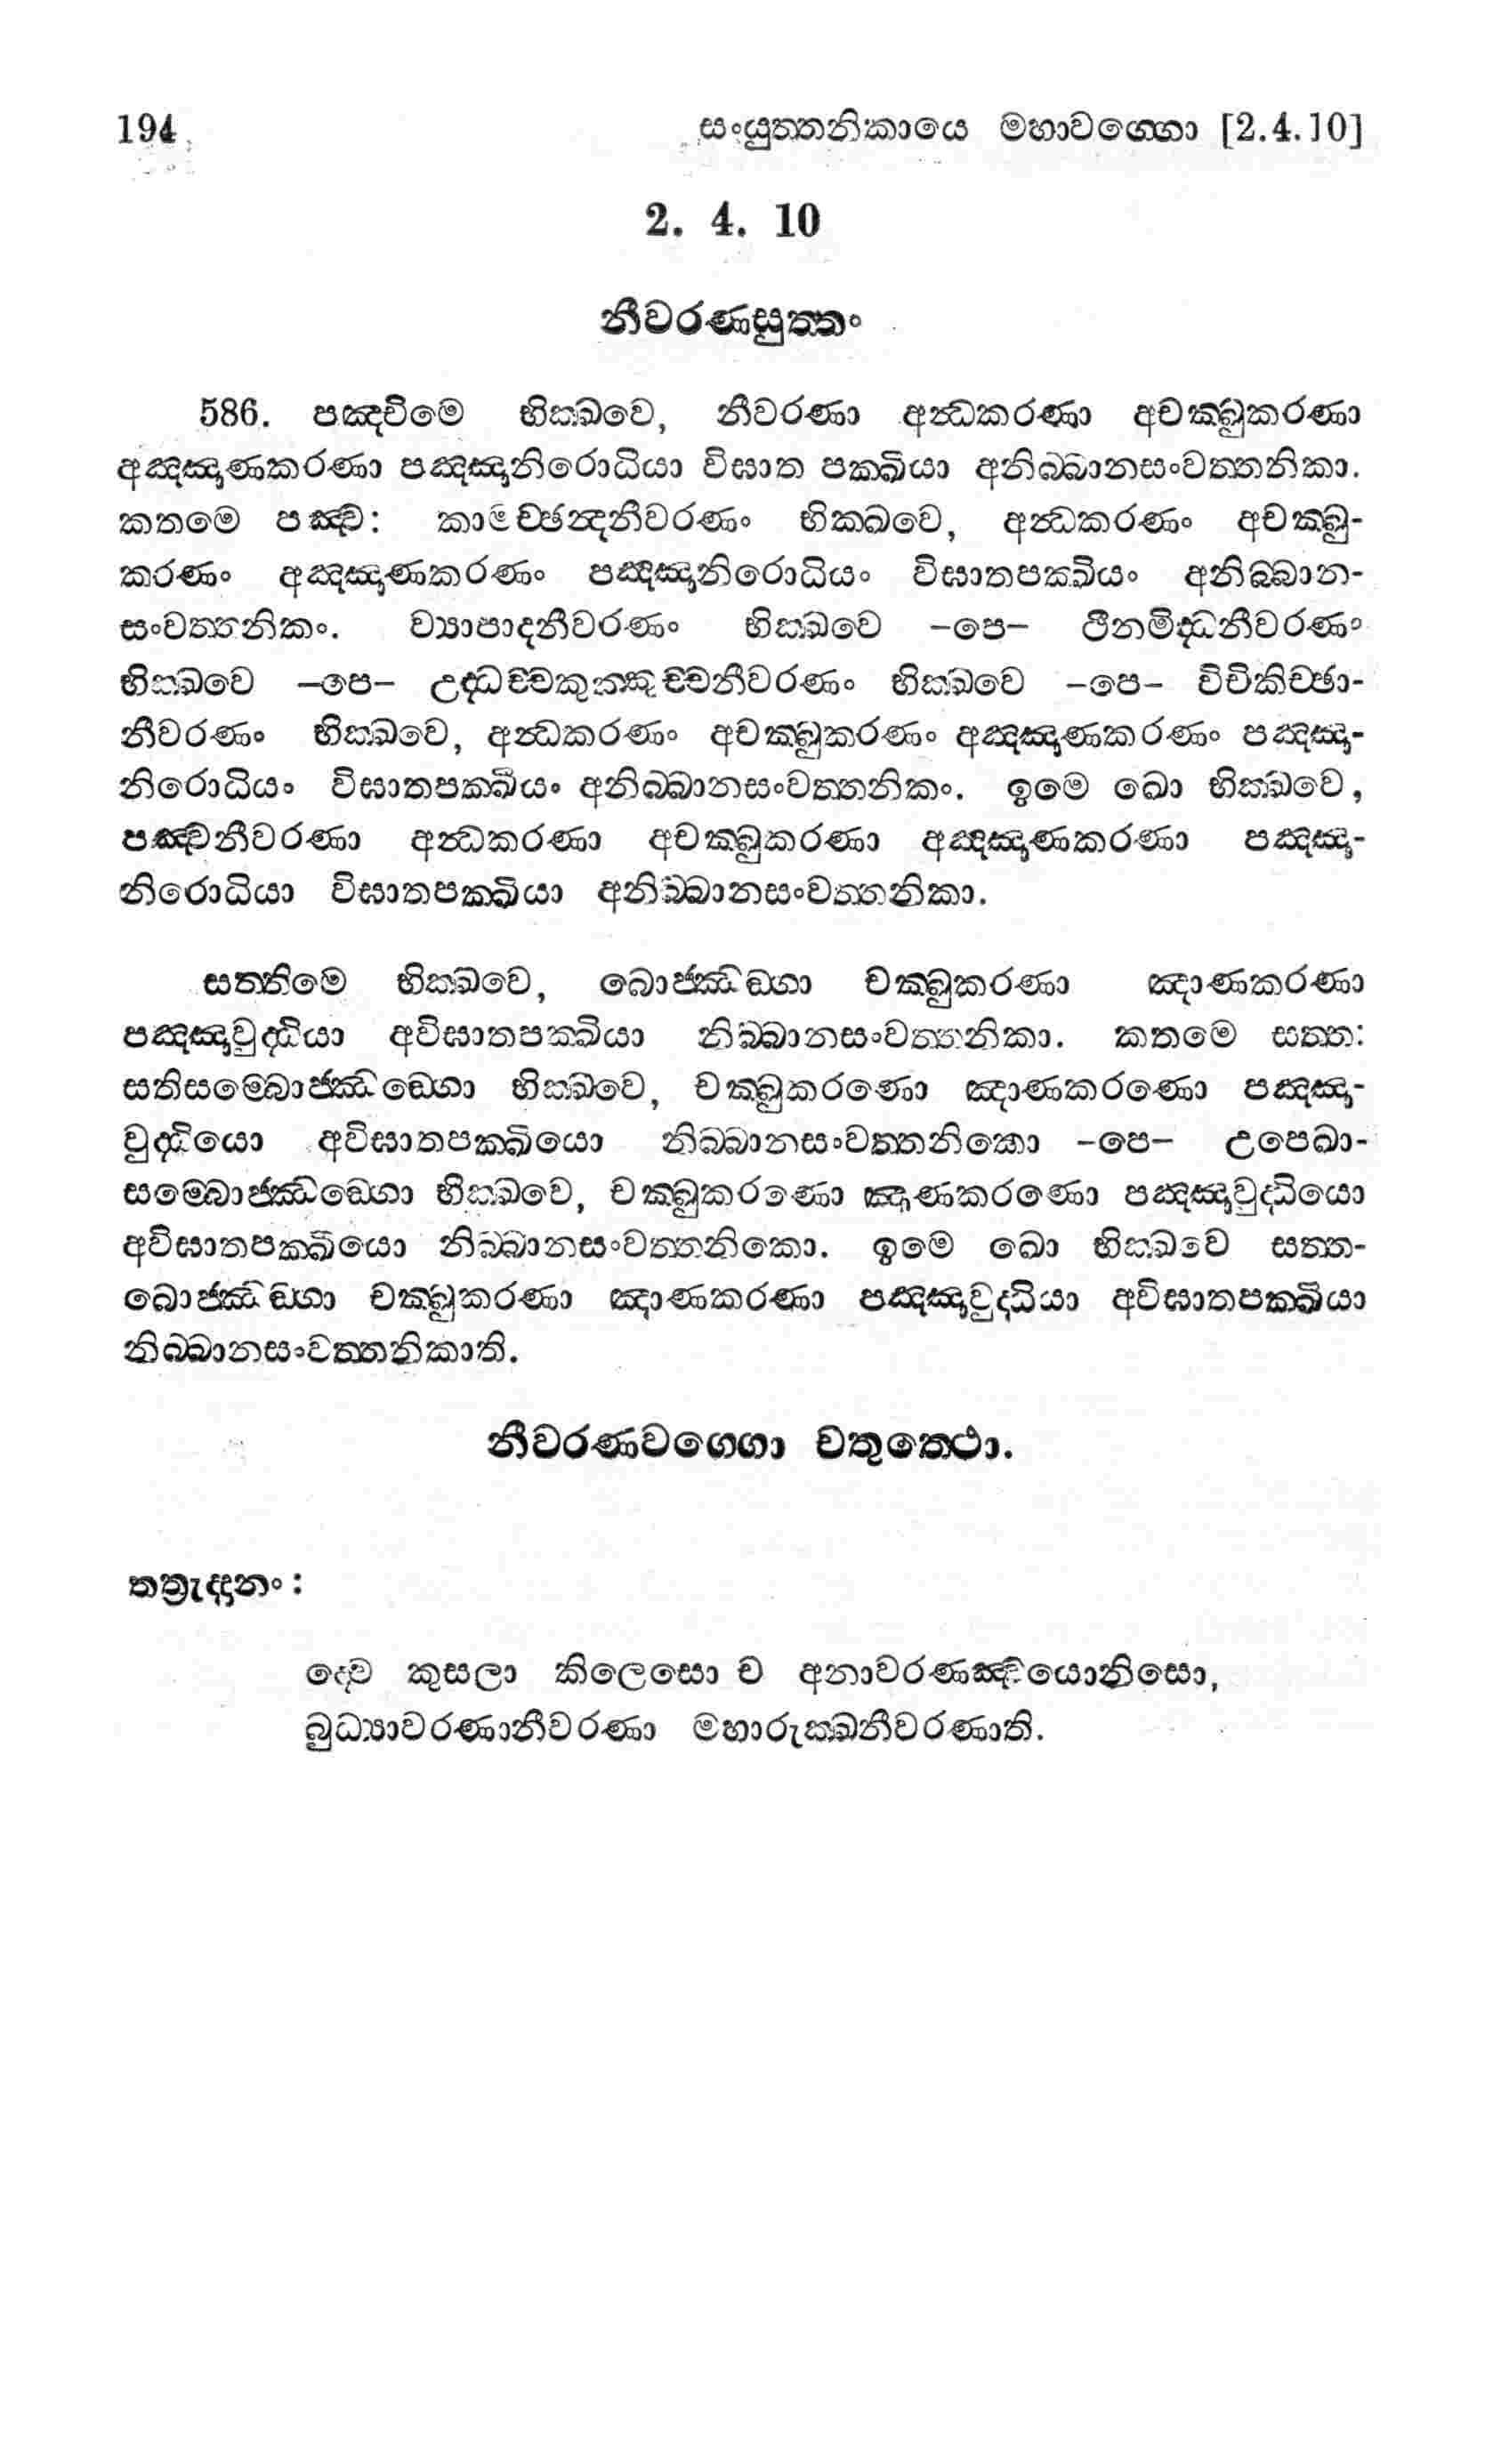 194 සංයුත්තනිකායෙ මහාවග්ගො [2.4.10]
2. 4. 10
නීවරණසුත්තං
586. පඤ්චිමෙ භික්ඛවෙ, නීවරණා අන්ධකරණා අචක්ඛුකරණා
අඤ්ඤාණකරණා පඤ්ඤානිරොධියා විඝාත පක්ඛියා අනිබ්බානසංවත්තනිකා.
කතමෙ පඤ්ච: කාමච්ඡන්දනීවරණං භික්ඛවෙ, අන්ධකරණං අචක්ඛු-
කරණං අඤ්ඤාණකරණං පඤ්ඤානිරොධියං විඝාතපක්ඛියං අනිබ්බාන-
සංවත්තනිකං. ව්‍යාපාදනීවරණං භික්ඛවෙ –පෙ– ථීනමිද්ධනීවරණං
භික්ඛවෙ –පෙ– උද්ධච්චකුක්කුච්චනීවරණං භික්ඛවෙ –පෙ– විචිකිච්ඡා-
නීවරණං භික්ඛවෙ, අන්ධකරණං අචක්ඛුකරණං අඤ්ඤාණකරණං පඤ්ඤා-
නිරොධියං විඝාතපක්ඛියං අනිබ්බානසංවත්තනිකං. ඉමෙ ඛො භික්ඛවෙ,
පඤ්චනීවරණා අන්ධකරණා අචක්ඛුකරණා අඤ්ඤාණකරණා පඤ්ඤා-
නිරොධියා විඝාතපක්ඛියා අනිබ්බානසංවත්තනිකා.
සත්තිමෙ භික්ඛවෙ, බොජ්ඣඞ්ගා චක්ඛුකරණා ඤාණකරණා
පඤ්ඤාවුද්ධියා අවිඝාතපක්ඛියා නිබ්බානසංවත්තනිකා. කතමෙ සත්ත:
සතිසම්බොජ්ඣඞ්ගො භික්ඛවෙ, චක්ඛුකරණො ඤාණකරණො පඤ්ඤා-
වුද්ධියො අවිඝාතපක්ඛියො නිබ්බානසංවත්තනිකො –පෙ– උපෙඛා-
සම්බොජ්ඣඞ්ගො භික්ඛවෙ, චක්ඛුකරණො ඤාණකරණො පඤ්ඤාවුද්ධියො
අවිඝාතපක්ඛියො නිබ්බානසංවත්තනිකො. ඉමෙ ඛො භික්ඛවෙ සත්ත-
බොජ්ඣඞ්ගා චක්ඛුකරණා ඤාණකරණා පඤ්ඤාවුද්ධියා අවිඝාතපක්ඛියා
නිබ්බානසංවත්තනිකාති.
නීවරණවග්ගො චතුත්ථො.
තත්‍රැද්දානං :
ද්වෙ කුසලා කිලෙසො ච අනාවරණඤ්චයොනිසො,
බුධ්‍යාවරණානීවරණා මහාරුක්ඛනීවරණාති.